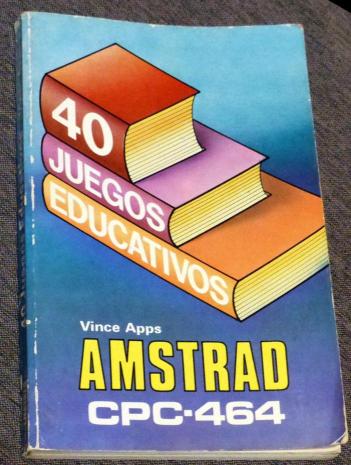 40
JUEGOS
EDUCATIVOS
Vince Apps
AMSTRAD
CPC-464